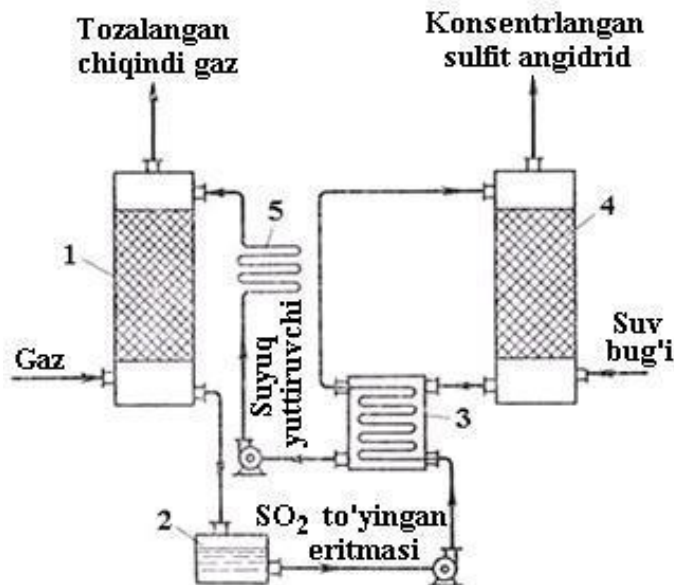 Tozalangan
chiqindi gaz
Konsentrlangan
sulfit angidrid
1
5
4
Gaz
Suyuq
yuttiruvchi
Suv
bug'i
3
2
SO₂ to'yingan
eritmasi